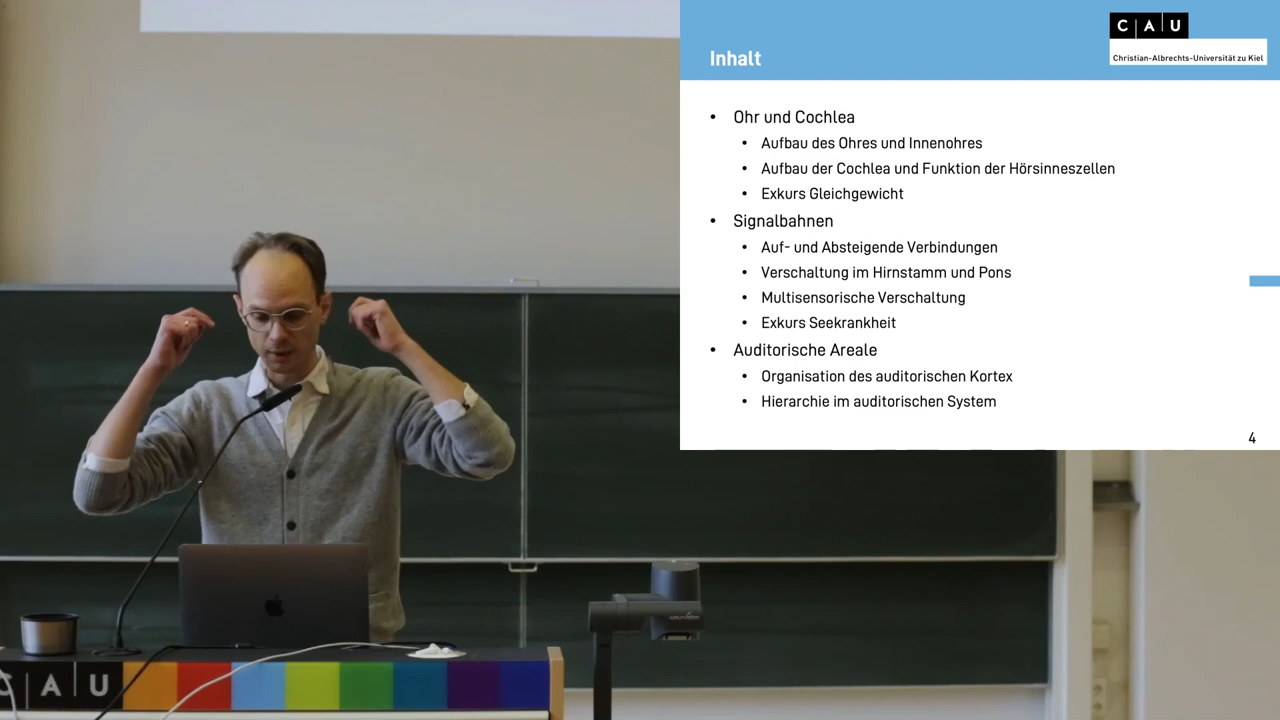 C A U
Christian-Albrechts-Universität zu Kiel
Inhalt
• Ohr und Cochlea
• Aufbau des Ohres und Innenohres
• Aufbau der Cochlea und Funktion der Hörsinneszellen
• Exkurs Gleichgewicht
• Signalbahnen
• Auf- und Absteigende Verbindungen
• Verschaltung im Hirnstamm und Pons
• Multisensorische Verschaltung
• Exkurs Seekrankheit
• Auditorische Areale
• Organisation des auditorischen Kortex
• Hierarchie im auditorischen System
4
C A U